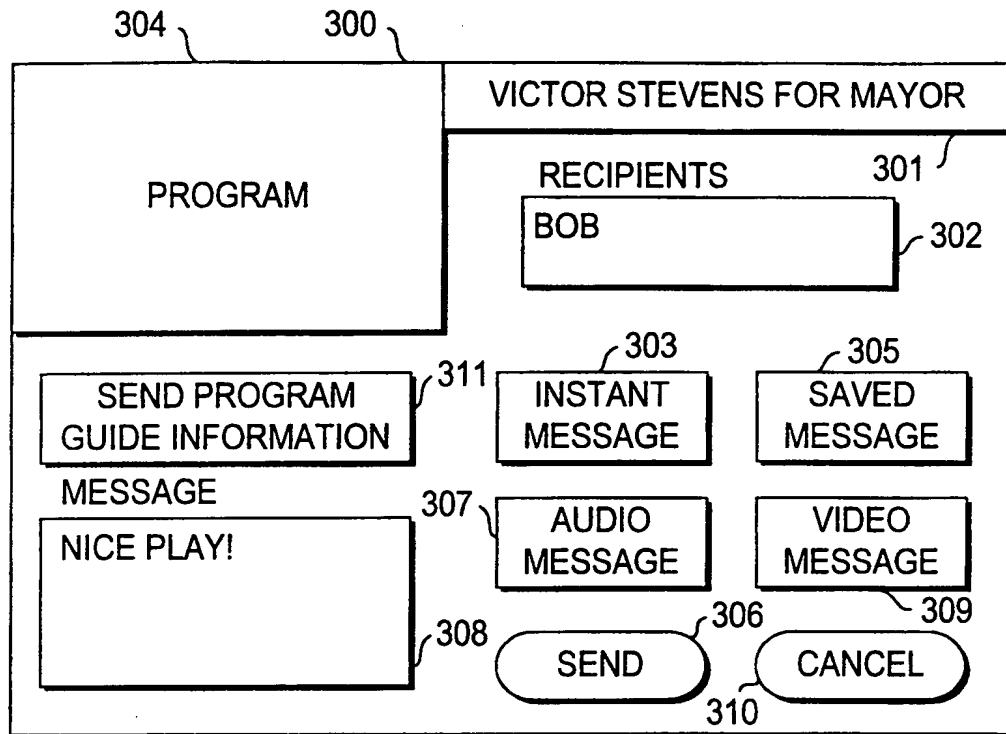 304
300
VICTOR STEVENS FOR MAYOR
301
PROGRAM
RECIPIENTS
BOB
302
311
303
305
SEND PROGRAM
GUIDE INFORMATION
INSTANT
MESSAGE
SAVED
MESSAGE
MESSAGE
NICE PLAY!
308
307
AUDIO
MESSAGE
VIDEO
MESSAGE
309
306
SEND
CANCEL
310